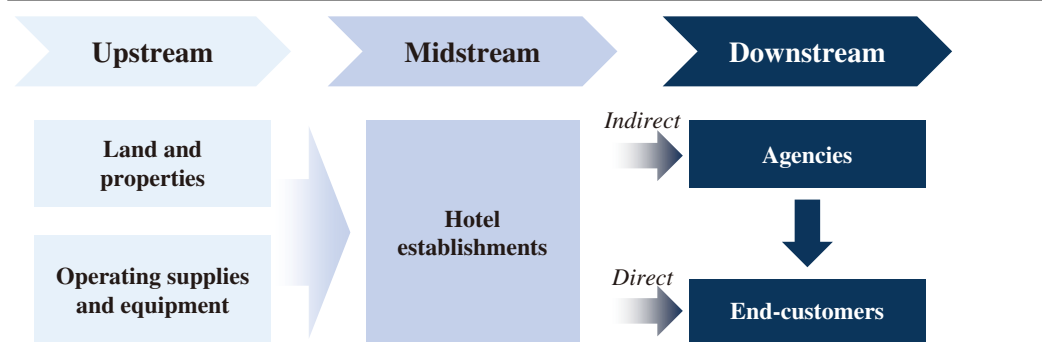 Upstream
Midstream
Downstream
Land and
properties
Operating supplies
and equipment
Hotel
establishments
Indirect
Agencies
Direct
End-customers